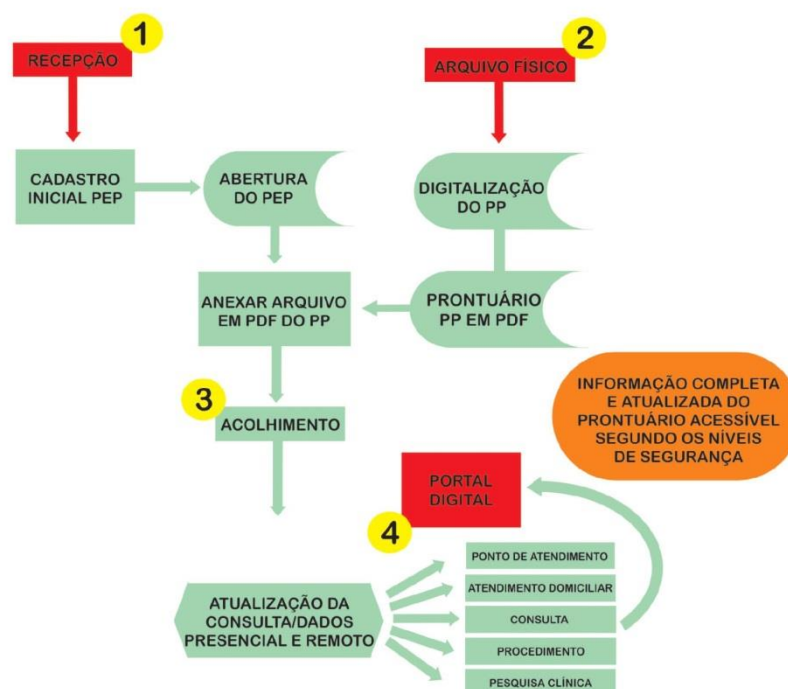 1
RECEPÇÃO
2
ARQUIVO FÍSICO
CADASTRO
INICIAL PEP
ABERTURA
DO PEP
DIGITALIZAÇÃO
DO PP
ANEXAR ARQUIVO
EM PDF DO PP
PRONTUÁRIO
PP EM PDF
3
ACOLHIMENTO
INFORMAÇÃO COMPLETA
E ATUALIZADA DO
PRONTUÁRIO ACESSÍVEL
SEGUNDO OS NÍVEIS
DE SEGURANÇA
PORTAL
DIGITAL
4
ATUALIZAÇÃO DA
CONSULTA/DADOS
PRESENCIAL E REMOTO
PONTO DE ATENDIMENTO
ATENDIMENTO DOMICILIAR
CONSULTA
PROCEDIMENTO
PESQUISA CLÍNICA